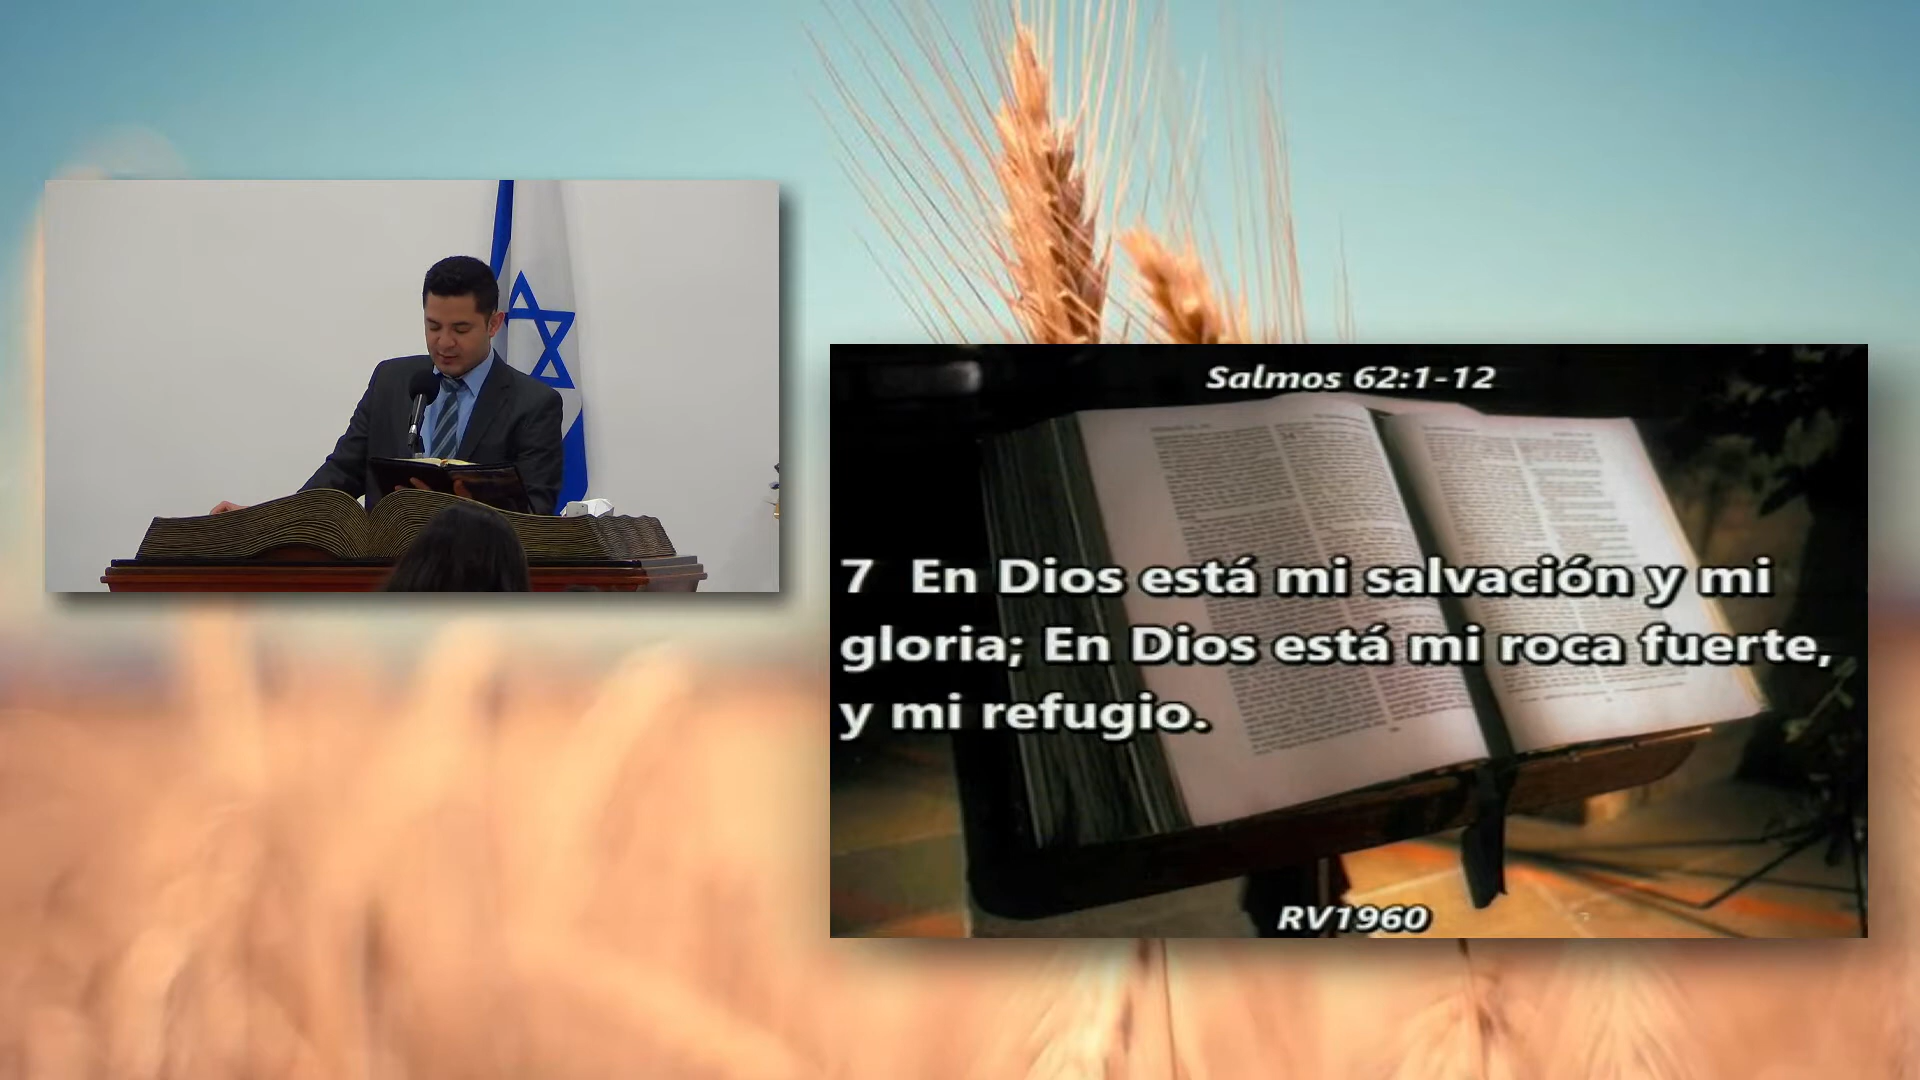 Salmos 62:1-12
7 En Dios está mi salvación y mi
gloria; En Dios está mi roca fuerte,
y mi refugio.
RV1960